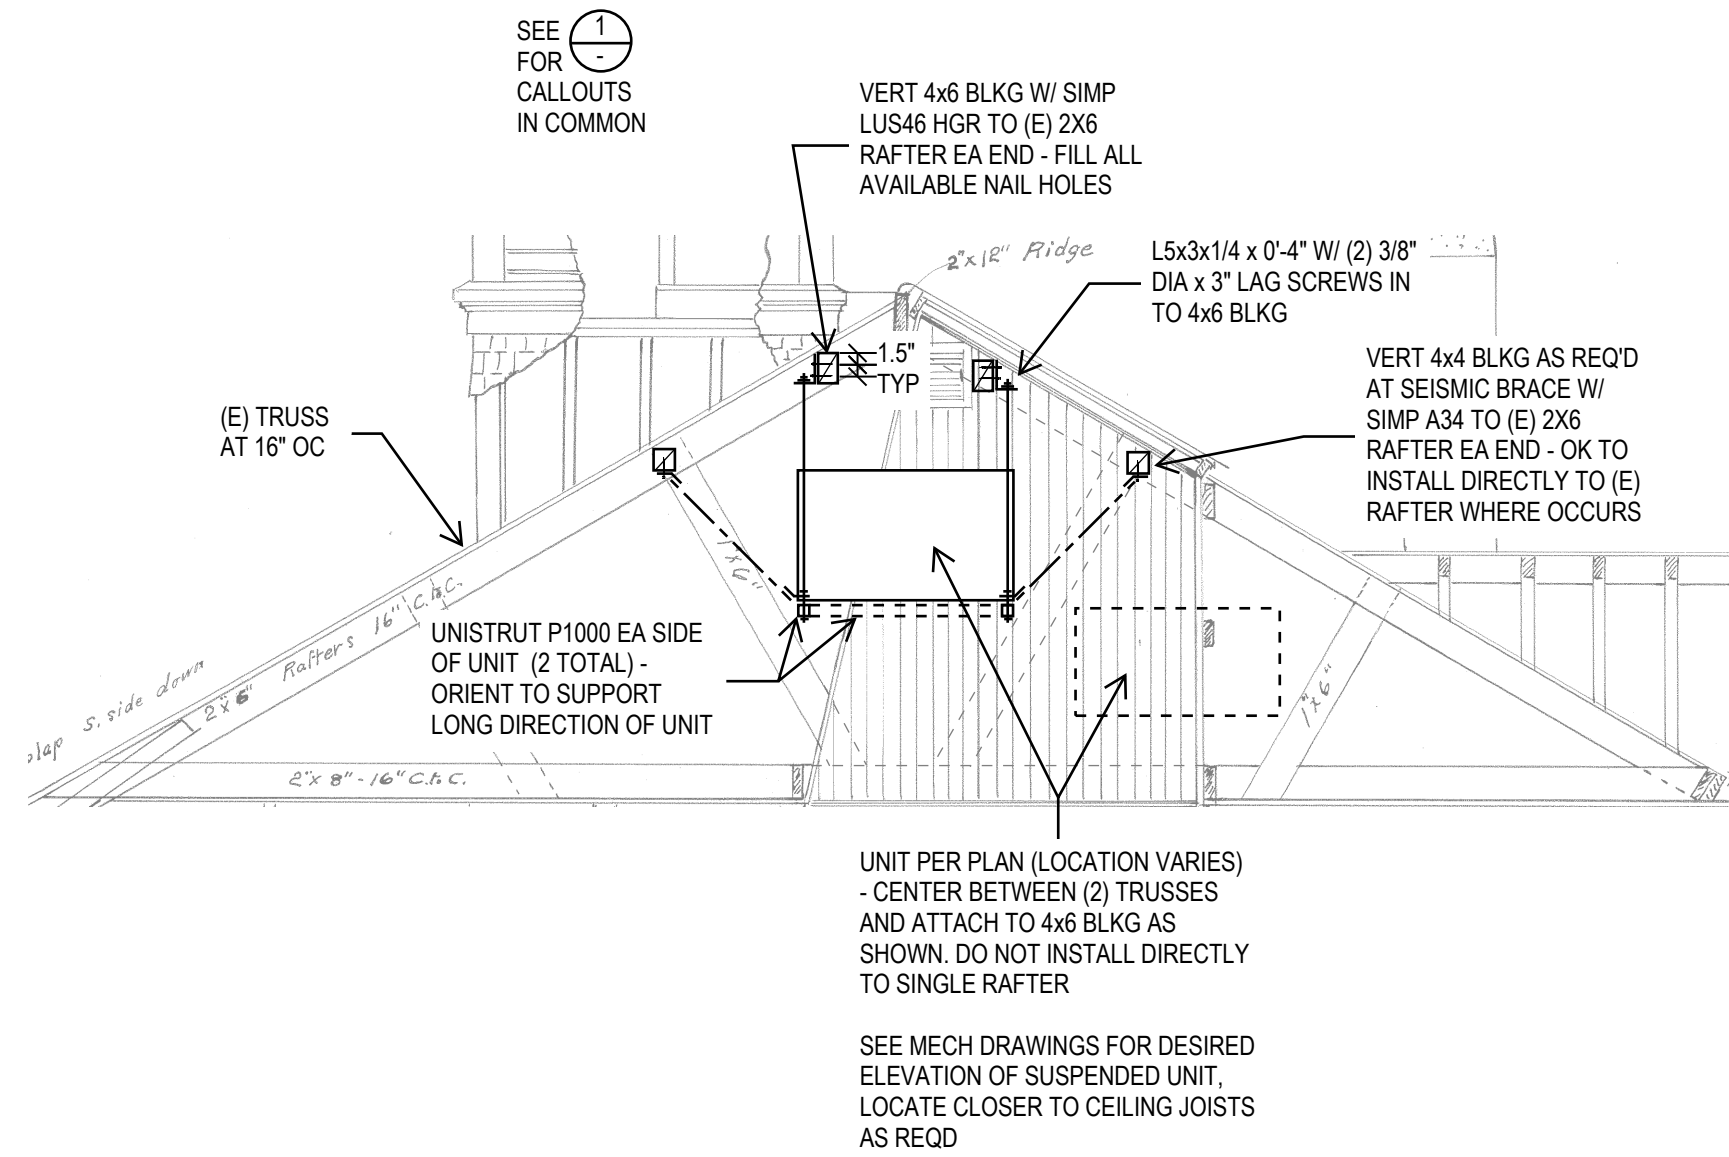 SEE 1
FOR -
CALLOUTS
IN COMMON
VERT 4x6 BLKG W/ SIMP
LUS46 HGR TO (E) 2X6
RAFTER EA END - FILL ALL
AVAILABLE NAIL HOLES
2"x12" Ridge
L5x3x1/4 x 0'-4" W/ (2) 3/8"
DIA x 3" LAG SCREWS IN
TO 4x6 BLKG
1.5"
TYP
VERT 4x4 BLKG AS REQ'D
AT SEISMIC BRACE W/
SIMP A34 TO (E) 2X6
RAFTER EA END - OK TO
INSTALL DIRECTLY TO (E)
RAFTER WHERE OCCURS
(E) TRUSS
AT 16" OC
1"x6"
2"x6" Rafters 16" C.to C.
UNISTRUT P1000 EA SIDE
OF UNIT (2 TOTAL) -
ORIENT TO SUPPORT
LONG DIRECTION OF UNIT
S. side down
1"x6"
2"x 8" - 16" C.to C.
UNIT PER PLAN (LOCATION VARIES)
- CENTER BETWEEN (2) TRUSSES
AND ATTACH TO 4x6 BLKG AS
SHOWN. DO NOT INSTALL DIRECTLY
TO SINGLE RAFTER
SEE MECH DRAWINGS FOR DESIRED
ELEVATION OF SUSPENDED UNIT,
LOCATE CLOSER TO CEILING JOISTS
AS REQD